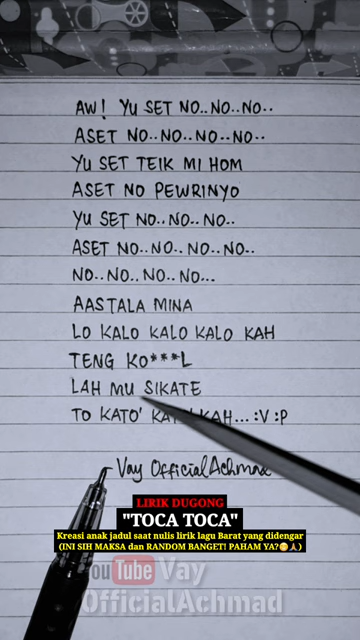 AW! YU SET NO..NO..NO..
ASET NO..NO..NO..NO..
YU SET TEIK MI HOM
ASET NO PEWRINYO
YU SET NO..NO..NO..
ASET NO..NO..NO..NO..
NO..NO..NO..NO...
AASTALA MINA
LO KALO KALO KALO KAH
TENG KO***L
LAH MU SIKATE
TO KATO' KAH...:V :P
Vay OfficialAchmad
LIRIK DUGONG
"TOCA TOCA"
Kreasi anak jadul saat nulis lirik lagu Barat yang didengar
(INI SIH MAKSA dan RANDOM BANGET! PAHAM YA?😁🙏)
YouTube Vay
OfficialAchmad